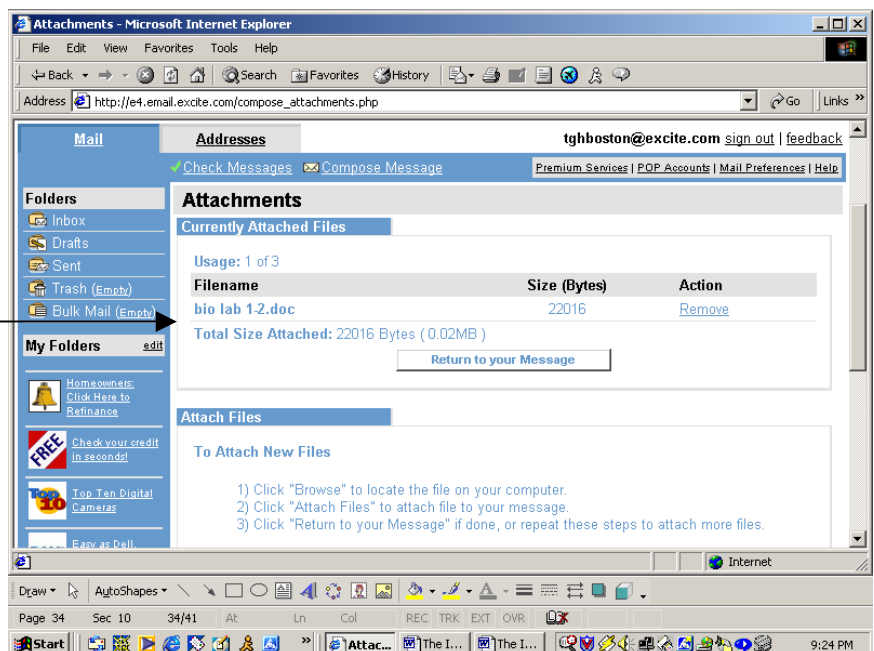 Attachments - Microsoft Internet Explorer
File Edit View Favorites Tools Help
Back Search Favorites History
Address http://e4.email.excite.com/compose_attachments.php Go Links »
Mail Addresses tghboston@excite.com sign out | feedback
Check Messages Compose Message Premium Services | POP Accounts | Mail Preferences | Help
Folders
Inbox
Drafts
Sent
Trash (Empty)
Bulk Mail (Empty)
My Folders edit
Homeowners:
Click Here to
Refinance
FREE
Check your credit
in seconds!
Top 10
Top Ten Digital
Cameras
Easy as Dell.
Attachments
Currently Attached Files
Usage: 1 of 3
Filename Size (Bytes) Action
bio lab 1-2.doc 22016 Remove
Total Size Attached: 22016 Bytes ( 0.02MB )
Return to your Message
Attach Files
To Attach New Files
1) Click "Browse" to locate the file on your computer.
2) Click "Attach Files" to attach file to your message.
3) Click "Return to your Message" if done, or repeat these steps to attach more files.
Internet
Draw AutoShapes
Page 34 Sec 10 34/41 At Ln Col REC TRK EXT OVR
Start » Attac... The I... The I... 9:24 PM